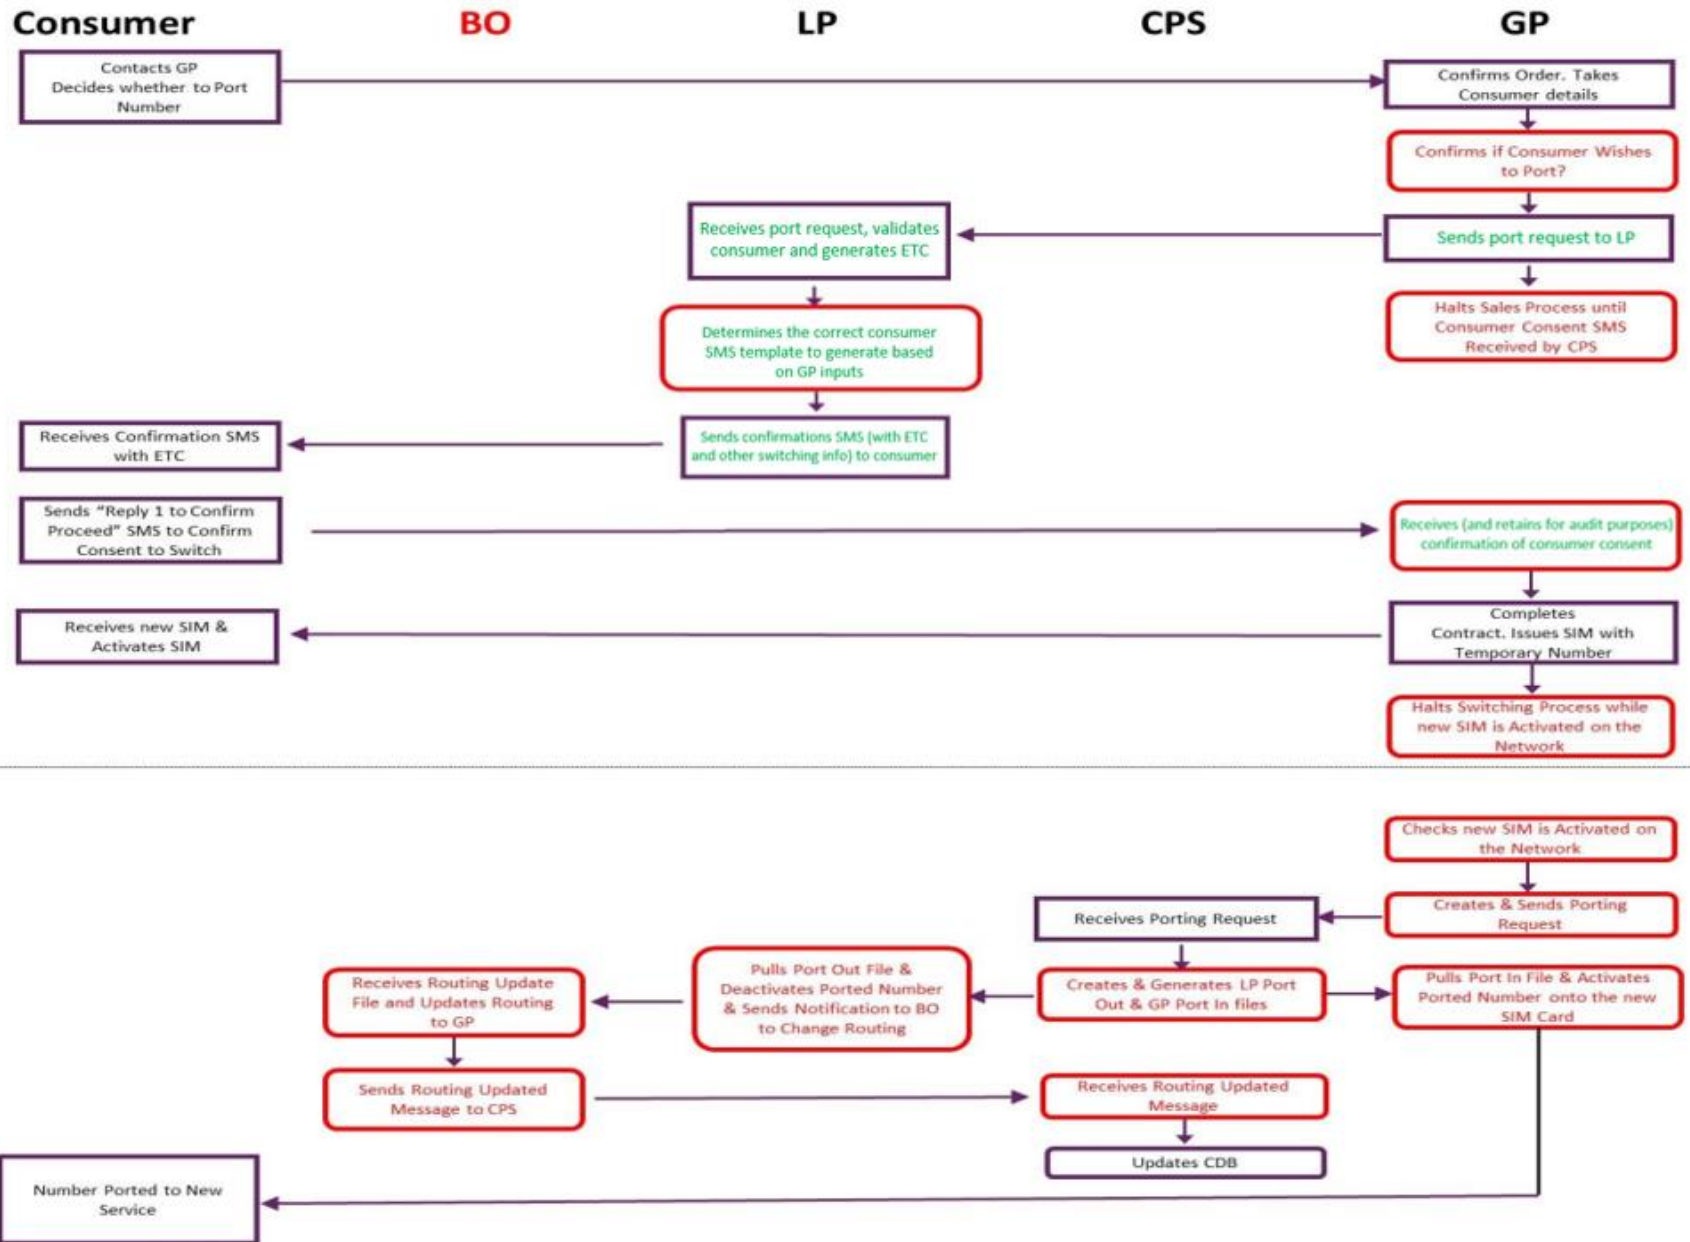 Consumer
BO
LP
CPS
GP
Contacts GP
Decides whether to Port
Number
Confirms Order. Takes
Consumer details
Confirms if Consumer Wishes
to Port?
Receives port request, validates
consumer and generates ETC
Sends port request to LP
Halts Sales Process until
Consumer Consent SMS
Received by CPS
Determines the correct consumer
SMS template to generate based
on GP inputs
Receives Confirmation SMS
with ETC
Sends confirmations SMS (with ETC
and other switching info) to consumer
Sends “Reply 1 to Confirm
Proceed” SMS to Confirm
Consent to Switch
Receives (and retains for audit purposes)
confirmation of consumer consent
Receives new SIM &
Activates SIM
Completes
Contract. Issues SIM with
Temporary Number
Halts Switching Process while
new SIM is Activated on the
Network
Checks new SIM is Activated on
the Network
Receives Porting Request
Creates & Sends Porting
Request
Receives Routing Update
File and Updates Routing
to GP
Pulls Port Out File &
Deactivates Ported Number
& Sends Notification to BO
to Change Routing
Creates & Generates LP Port
Out & GP Port In files
Pulls Port In File & Activates
Ported Number onto the new
SIM Card
Sends Routing Updated
Message to CPS
Receives Routing Updated
Message
Updates CDB
Number Ported to New
Service